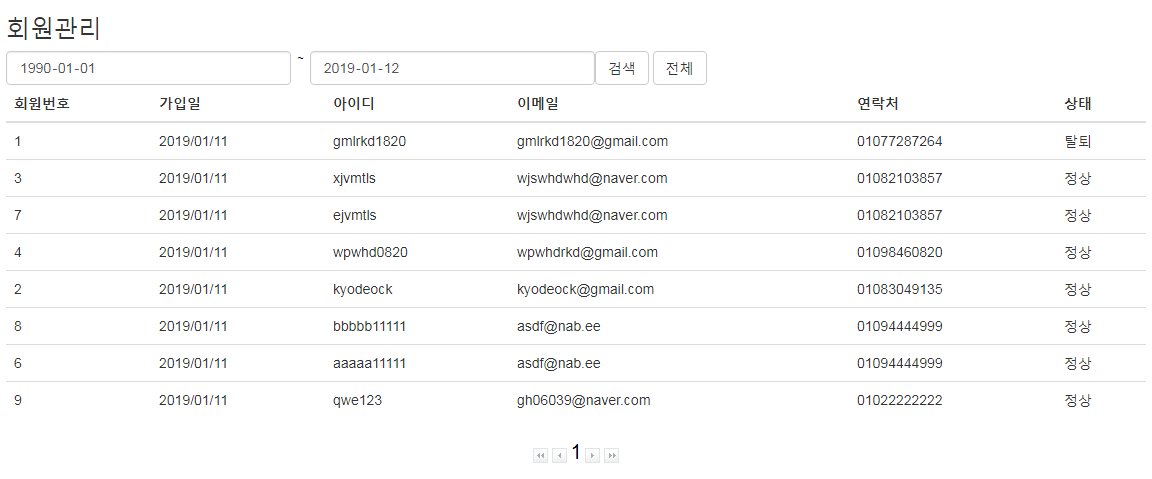 회원관리
1990-01-01 ~ 2019-01-12 검색 전체
회원번호 가입일 아이디 이메일 연락처 상태
1 2019/01/11 gmlrkd1820 gmlrkd1820@gmail.com 01077287264 탈퇴
3 2019/01/11 xjvmtls wjswhdwhd@naver.com 01082103857 정상
7 2019/01/11 ejvmtls wjswhdwhd@naver.com 01082103857 정상
4 2019/01/11 wpwhd0820 wpwhdrkd@gmail.com 01098460820 정상
2 2019/01/11 kyodeock kyodeock@gmail.com 01083049135 정상
8 2019/01/11 bbbbb11111 asdf@nab.ee 01094444999 정상
6 2019/01/11 aaaaa11111 asdf@nab.ee 01094444999 정상
9 2019/01/11 qwe123 gh06039@naver.com 01022222222 정상
1